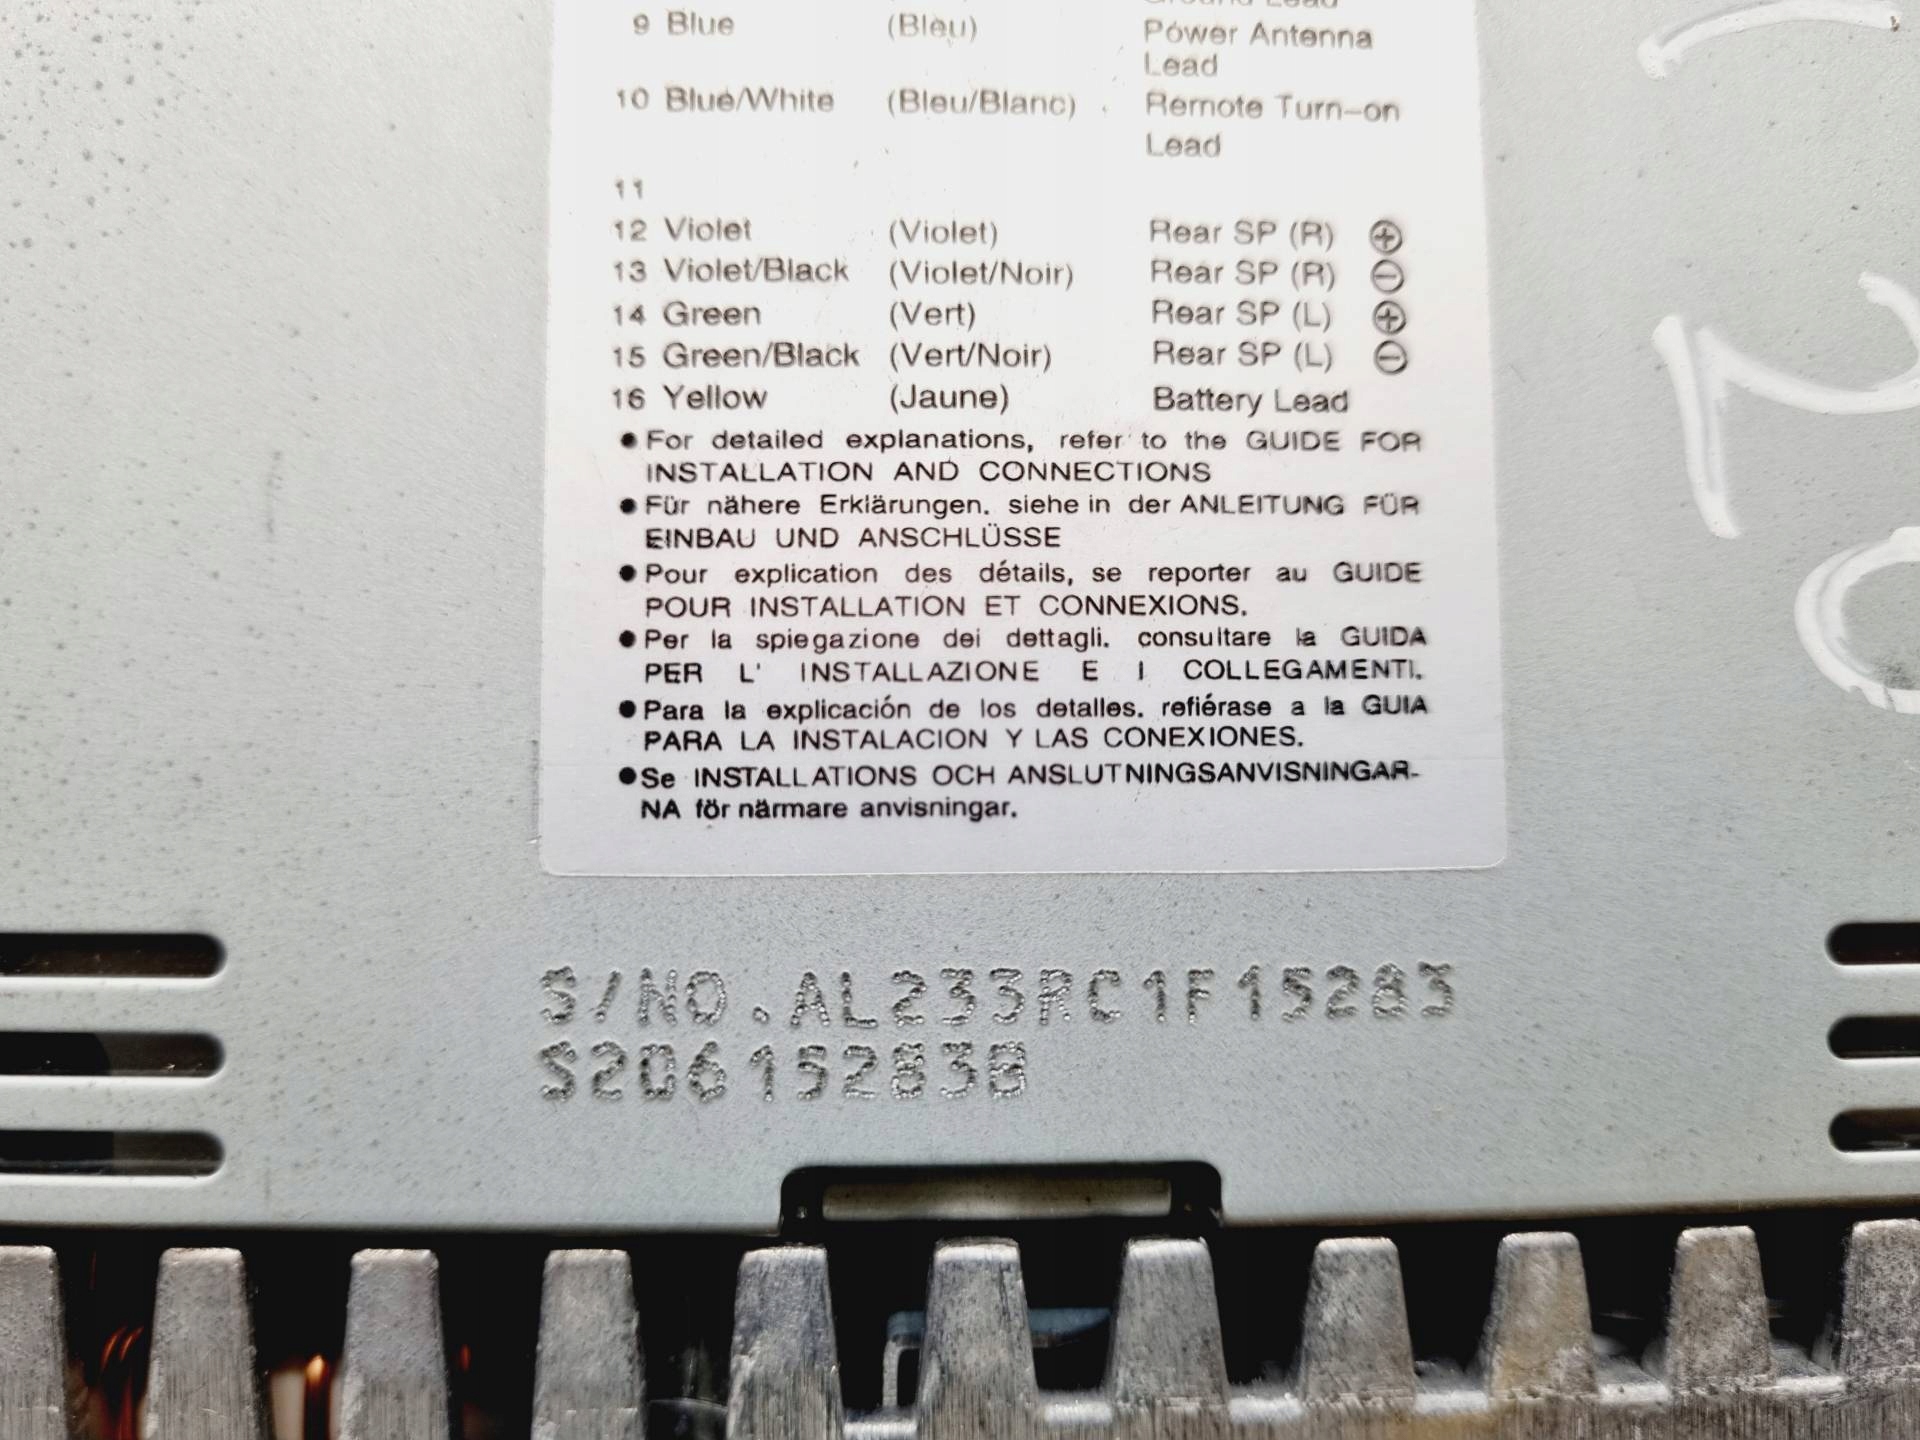 Ground Lead
9 Blue (Bleu) Power Antenna
Lead
10 Blue/White (Bleu/Blanc) Remote Turn-on
Lead
11
12 Violet (Violet) Rear SP (R) ⊕
13 Violet/Black (Violet/Noir) Rear SP (R) ⊖
14 Green (Vert) Rear SP (L) ⊕
15 Green/Black (Vert/Noir) Rear SP (L) ⊖
16 Yellow (Jaune) Battery Lead
● For detailed explanations, refer to the GUIDE FOR
INSTALLATION AND CONNECTIONS
● Für nähere Erklärungen. siehe in der ANLEITUNG FÜR
EINBAU UND ANSCHLÜSSE
● Pour explication des détails, se reporter au GUIDE
POUR INSTALLATION ET CONNEXIONS.
● Per la spiegazione dei dettagli. consultare la GUIDA
PER L' INSTALLAZIONE E I COLLEGAMENTI.
● Para la explicación de los detalles. refiérase a la GUIA
PARA LA INSTALACION Y LAS CONEXIONES.
● Se INSTALLATIONS OCH ANSLUTNINGSANVISNINGAR-
NA för närmare anvisningar.
S/NO.AL233RC1F15283
S2D615283B